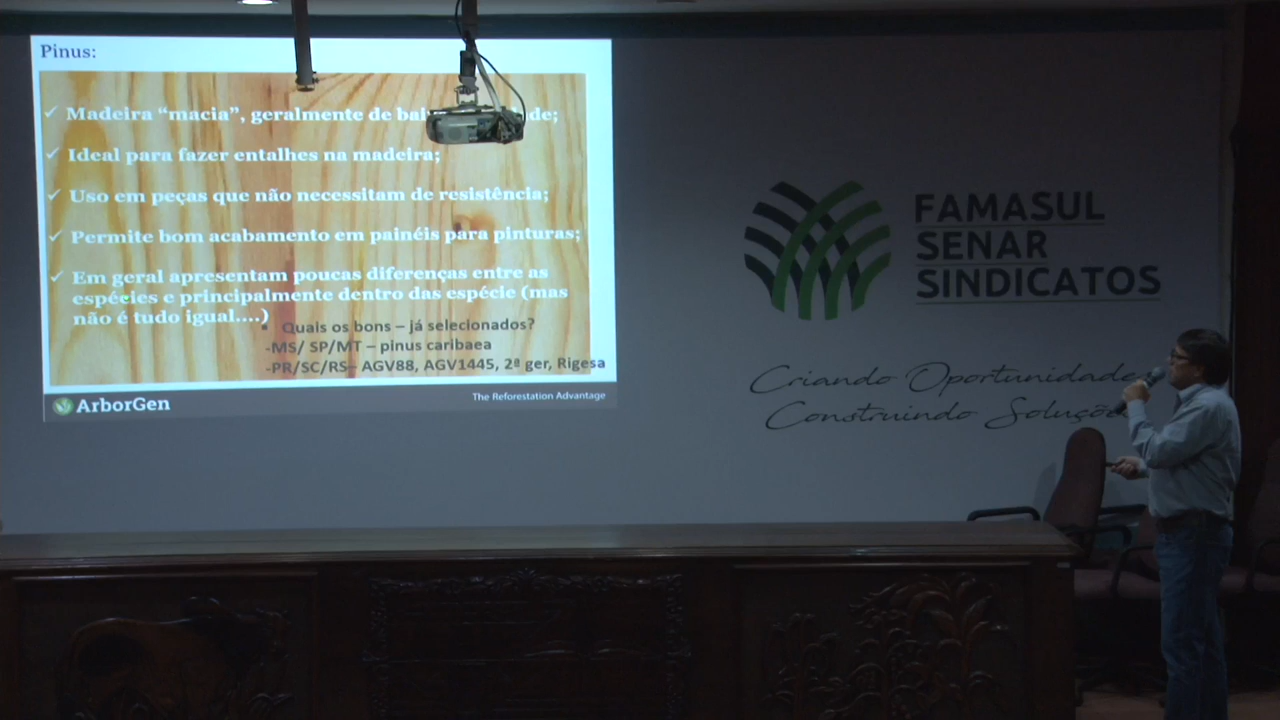 Pinus:
✓ Madeira “macia”, geralmente de de;
✓ Ideal para fazer entalhes na madeira;
✓ Uso em peças que não necessitam de resistência;
✓ Permite bom acabamento em painéis para pinturas;
✓ Em geral apresentam poucas diferenças entre as
espécies e principalmente dentro das espécie (mas
não é tudo igual....)
▪ Quais os bons – já selecionados?
-MS/ SP/MT – pinus caribaea
-PR/SC/RS– AGV88, AGV1445, 2ª ger, Rigesa
ArborGen
The Reforestation Advantage
FAMASUL
SENAR
SINDICATOS
Criando Oportunidade
Construindo Soluçõe